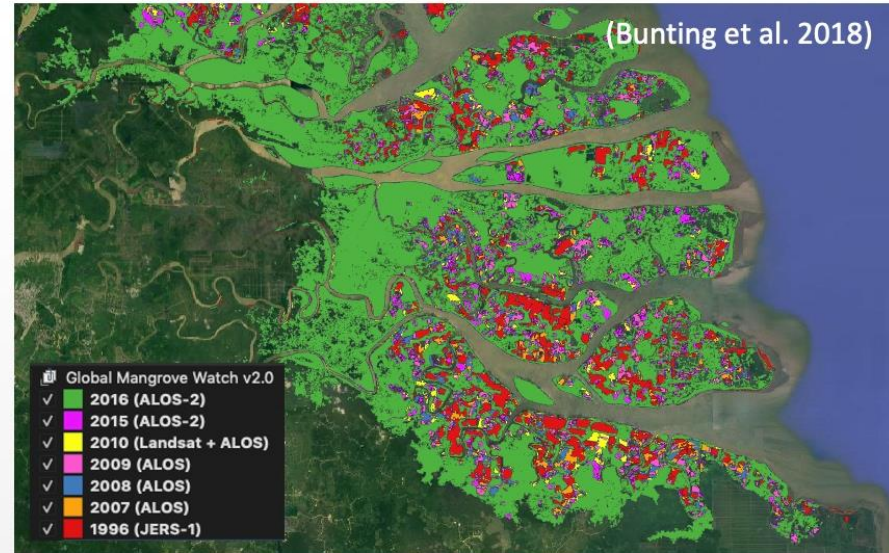 (Bunting et al. 2018)
Global Mangrove Watch v2.0
2016 (ALOS-2)
2015 (ALOS-2)
2010 (Landsat + ALOS)
2009 (ALOS)
2008 (ALOS)
2007 (ALOS)
1996 (JERS-1)